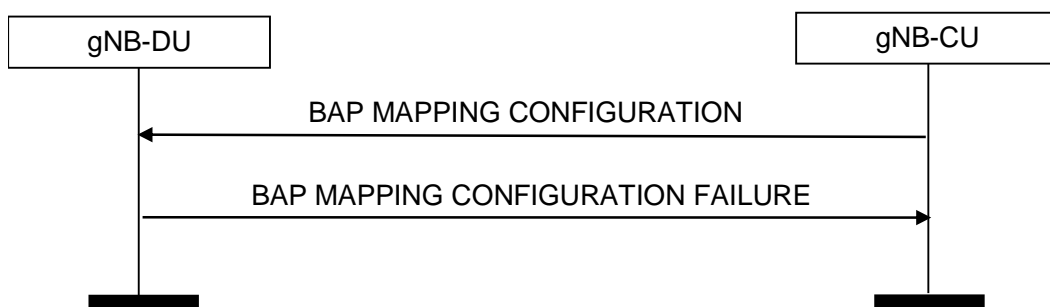 gNB-DU
gNB-CU
BAP MAPPING CONFIGURATION
BAP MAPPING CONFIGURATION FAILURE